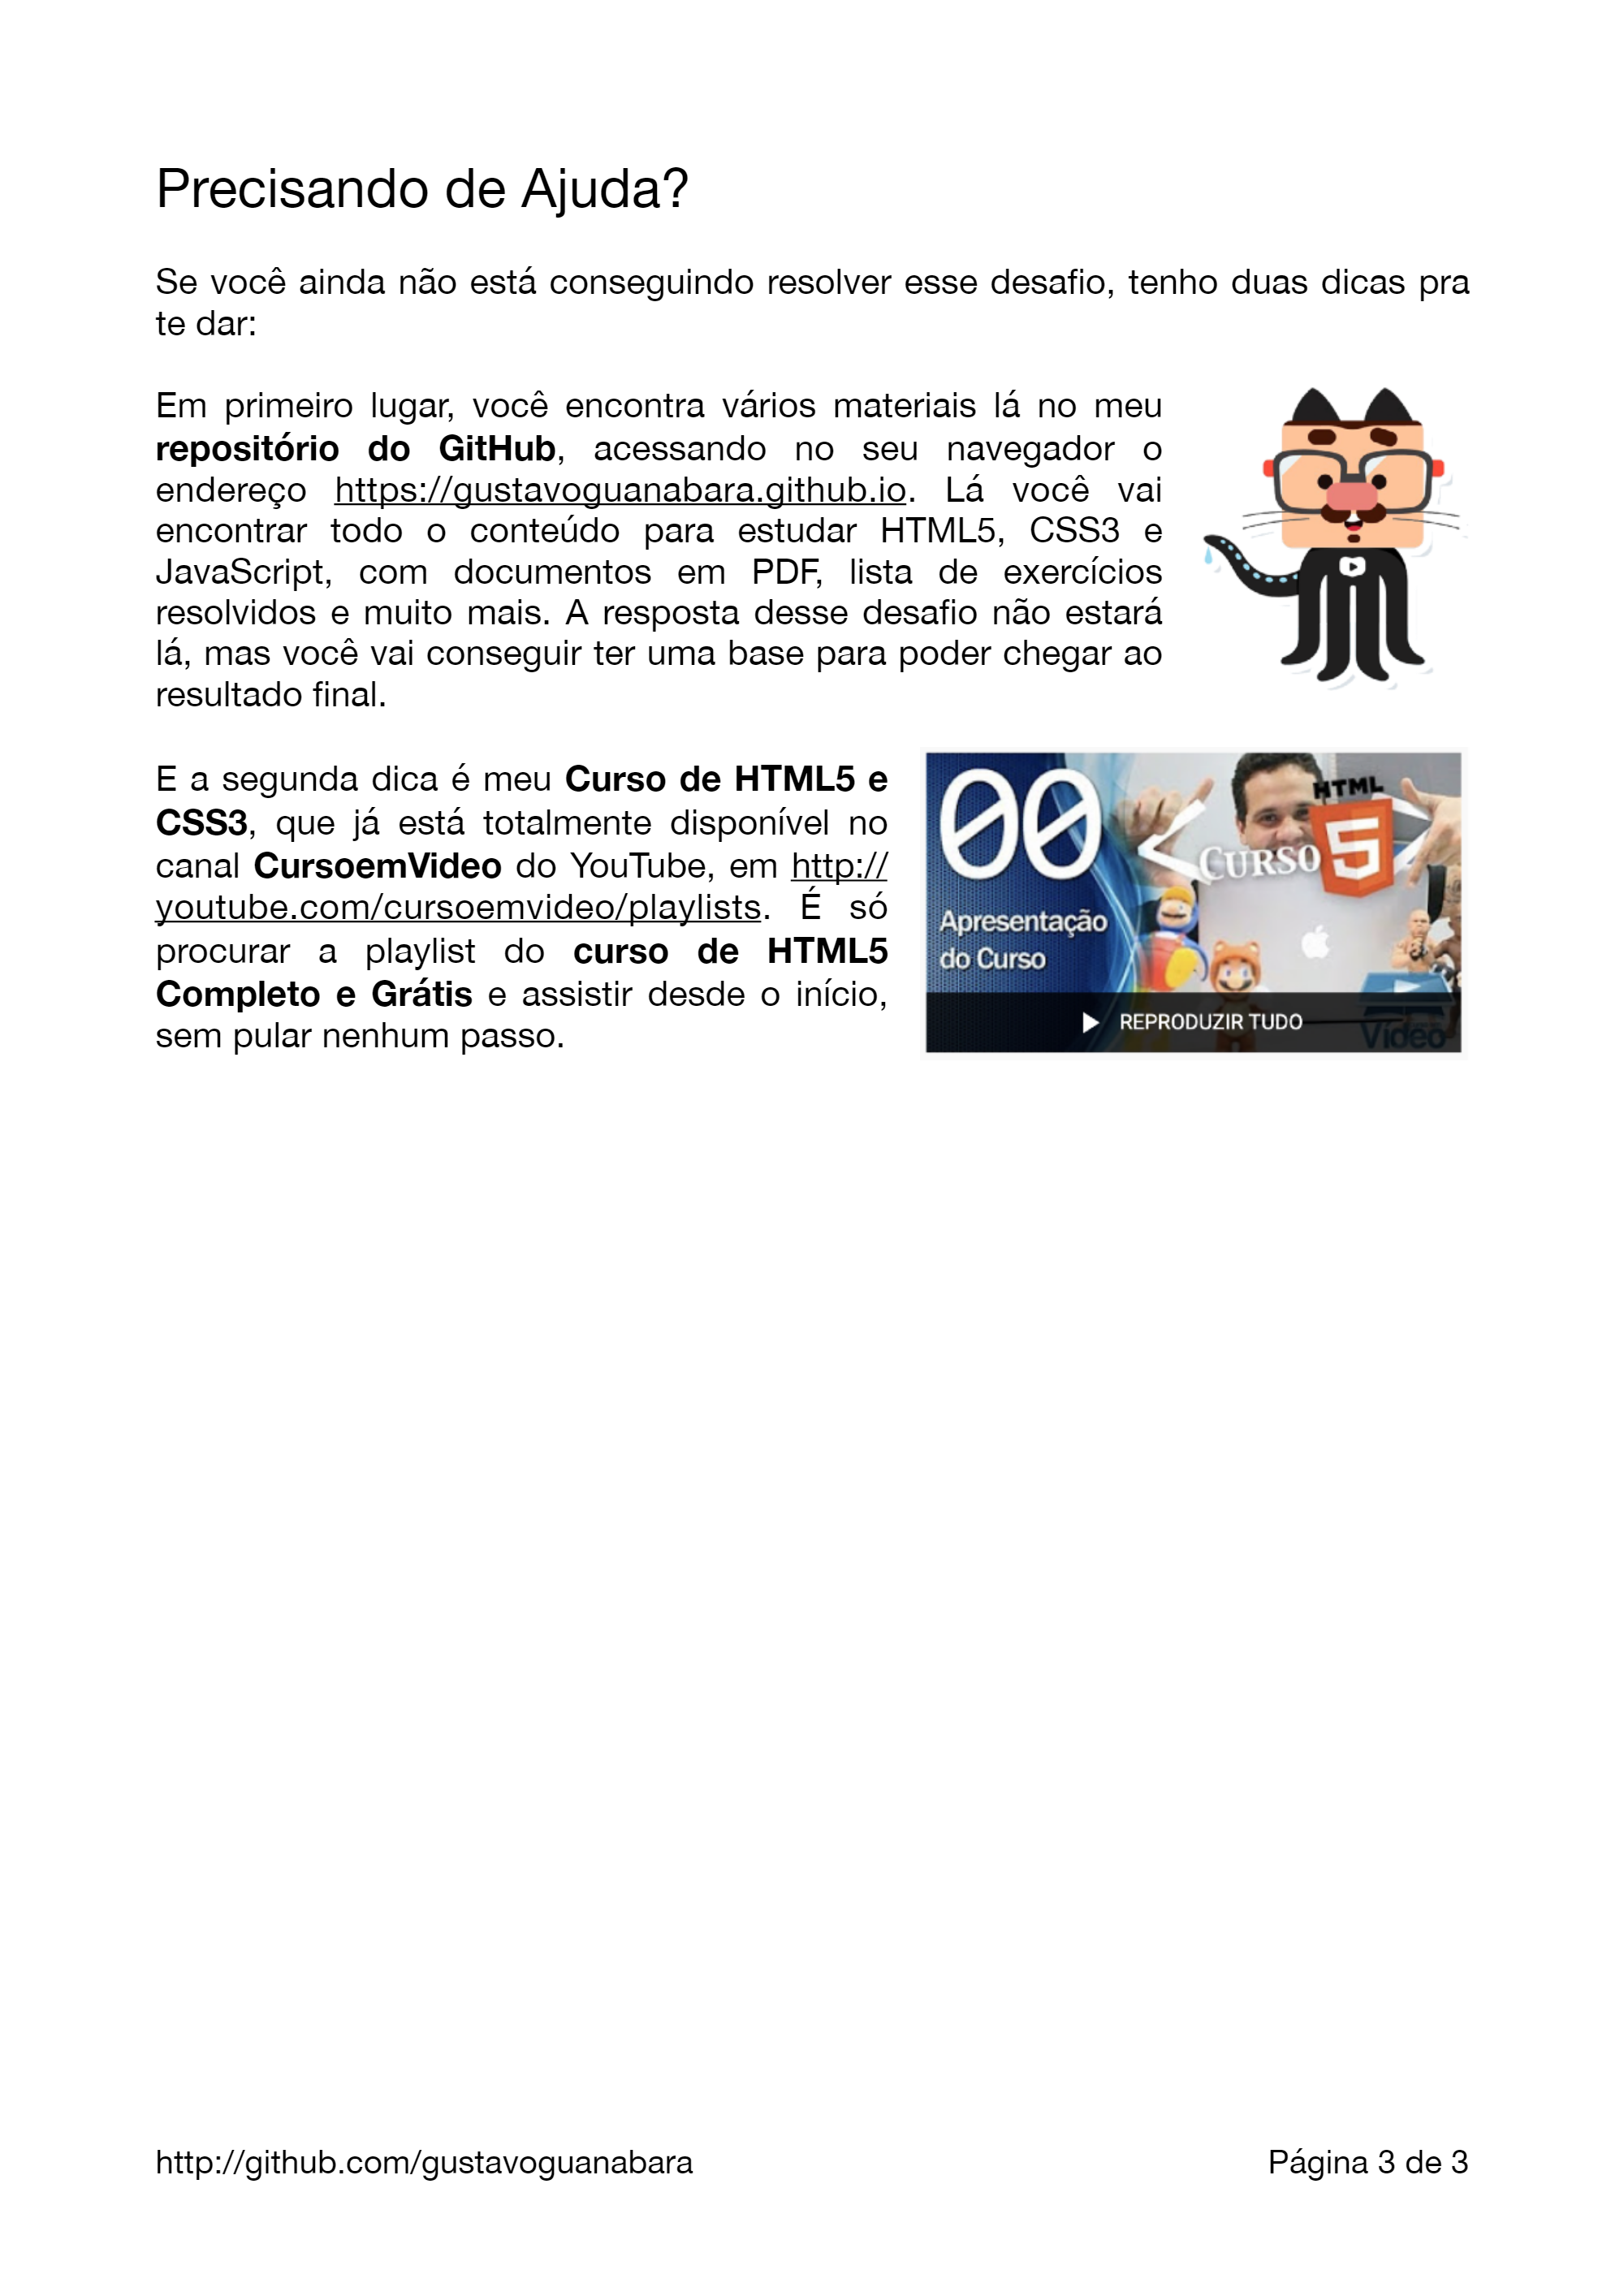 Precisando de Ajuda?
Se você ainda não está conseguindo resolver esse desafio, tenho duas dicas pra
te dar:
Em primeiro lugar, você encontra vários materiais lá no meu
repositório do GitHub, acessando no seu navegador o
endereço https://gustavoguanabara.github.io. Lá você vai
encontrar todo o conteúdo para estudar HTML5, CSS3 e
JavaScript, com documentos em PDF, lista de exercícios
resolvidos e muito mais. A resposta desse desafio não estará
lá, mas você vai conseguir ter uma base para poder chegar ao
resultado final.
E a segunda dica é meu Curso de HTML5 e
CSS3, que já está totalmente disponível no
canal CursoemVideo do YouTube, em http://
youtube.com/cursoemvideo/playlists. É só
procurar a playlist do curso de HTML5
Completo e Grátis e assistir desde o início,
sem pular nenhum passo.
00
HTML
CURSO 5
Apresentação
do Curso
REPRODUZIR TUDO
Vídeo
http://github.com/gustavoguanabara
Página 3 de 3